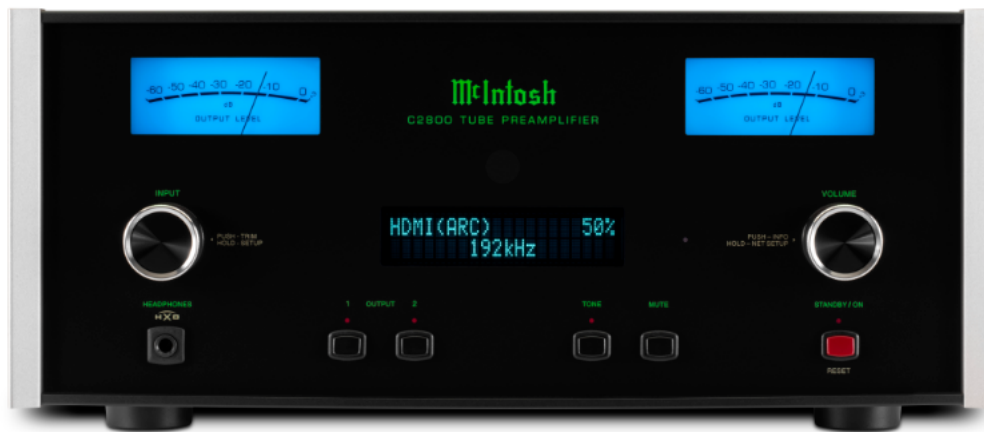 -60 -50 -40 -30 -20 -10 0
dB
OUTPUT LEVEL
McIntosh
C2800 TUBE PREAMPLIFIER
-60 -50 -40 -30 -20 -10 0
dB
OUTPUT LEVEL
INPUT
PUSH - TRIM
HOLD - SETUP
HDMI(ARC) 50%
192kHz
VOLUME
PUSH - INFO
HOLD - NET SETUP
HEADPHONES
HXD
1 OUTPUT 2
TONE
MUTE
STANDBY / ON
RESET